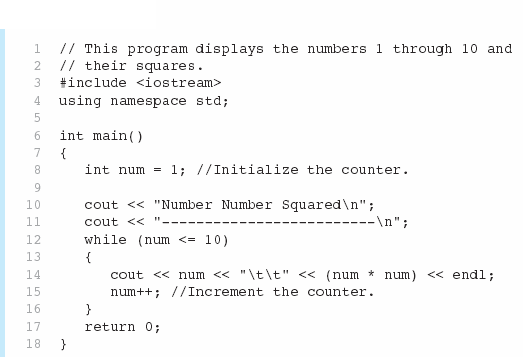 1 // This program displays the numbers 1 through 10 and
2 // their squares.
3 #include <iostream>
4 using namespace std;
5
6 int main()
7 {
8 int num = 1; //Initialize the counter.
9
10 cout << "Number Number Squared\n";
11 cout << "-------------------------\n";
12 while (num <= 10)
13 {
14 cout << num << "\t\t" << (num * num) << endl;
15 num++; //Increment the counter.
16 }
17 return 0;
18 }